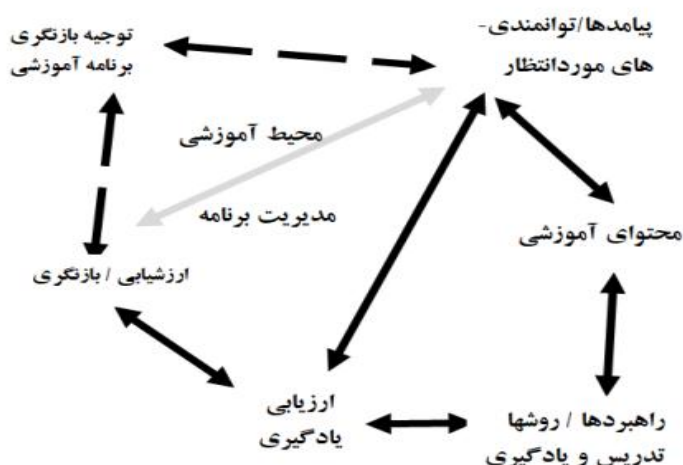 پیامدها/توانمندی-
های موردانتظار
توجیه بازنگری
برنامه آموزشی
محیط آموزشی
مدیریت برنامه
محتوای آموزشی
ارزشیابی / بازنگری
ارزیابی
یادگیری
راهبردها / روشها
تدریس و یادگیری